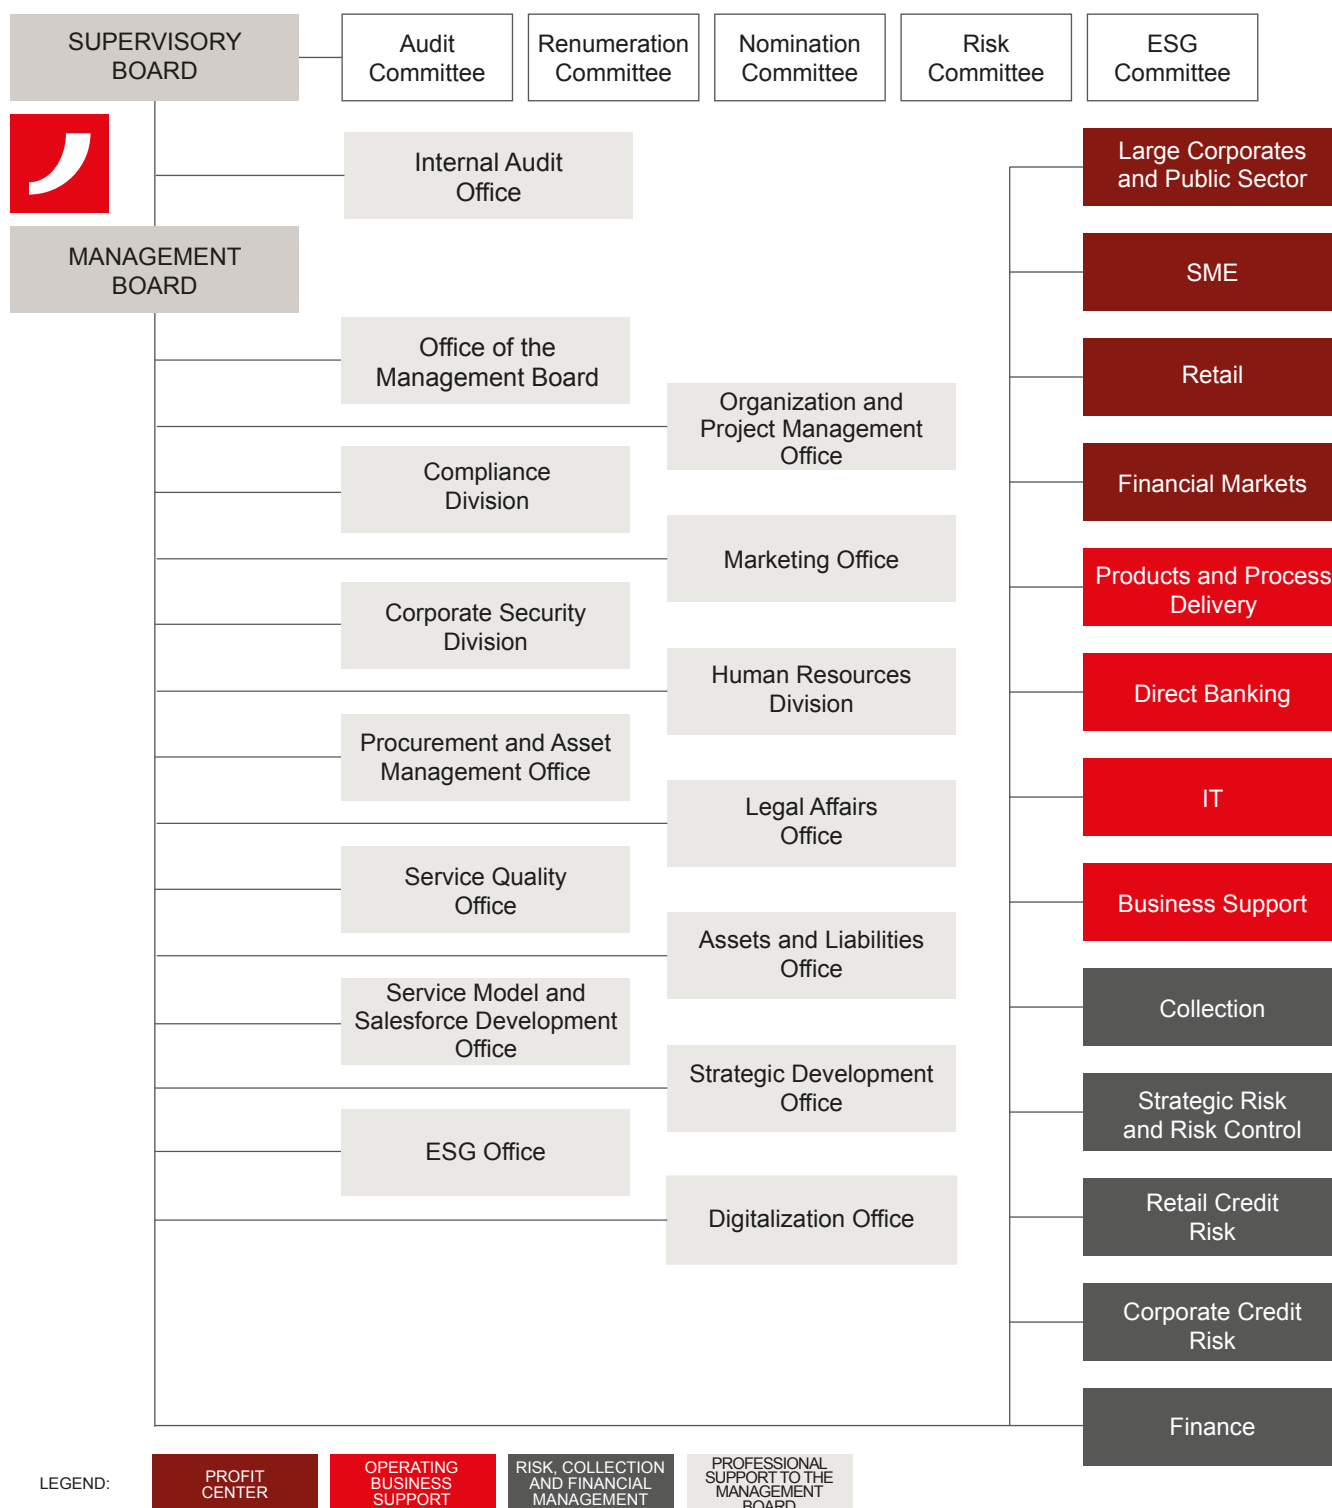 SUPERVISORY
BOARD
Audit
Committee
Renumeration
Committee
Nomination
Committee
Risk
Committee
ESG
Committee
Internal Audit
Office
MANAGEMENT
BOARD
Office of the
Management Board
Organization and
Project Management
Office
Compliance
Division
Marketing Office
Corporate Security
Division
Human Resources
Division
Procurement and Asset
Management Office
Legal Affairs
Office
Service Quality
Office
Assets and Liabilities
Office
Service Model and
Salesforce Development
Office
Strategic Development
Office
ESG Office
Digitalization Office
Large Corporates
and Public Sector
SME
Retail
Financial Markets
Products and Process
Delivery
Direct Banking
IT
Business Support
Collection
Strategic Risk
and Risk Control
Retail Credit
Risk
Corporate Credit
Risk
Finance
LEGEND:
PROFIT
CENTER
OPERATING
BUSINESS
SUPPORT
RISK, COLLECTION
AND FINANCIAL
MANAGEMENT
PROFESSIONAL
SUPPORT TO THE
MANAGEMENT
BOARD